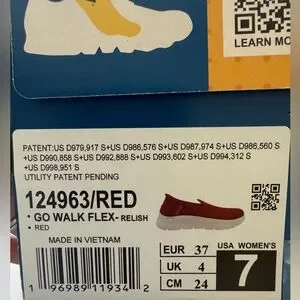 LEARN MO
PATENT:US D979,917 S+US D986,576 S+US D987,974 S+US D986,560 S
+US D990,858 S+US D992,888 S+US D993,602 S+US D994,312 S
+US D998,951 S
UTILITY PATENT PENDING
124963/RED
• GO WALK FLEX- RELISH
• RED
MADE IN VIETNAM
1 96989 11934 2
EUR 37
UK 4
CM 24
USA WOMEN'S
7